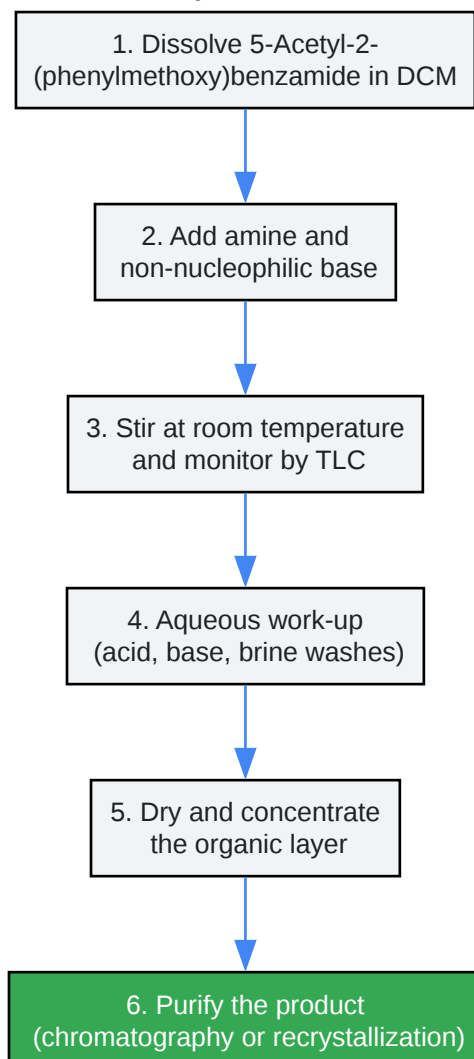 1. Dissolve 5-Acetyl-2-
(phenylmethoxy)benzamide in DCM
2. Add amine and
non-nucleophilic base
3. Stir at room temperature
and monitor by TLC
4. Aqueous work-up
(acid, base, brine washes)
5. Dry and concentrate
the organic layer
6. Purify the product
(chromatography or recrystallization)